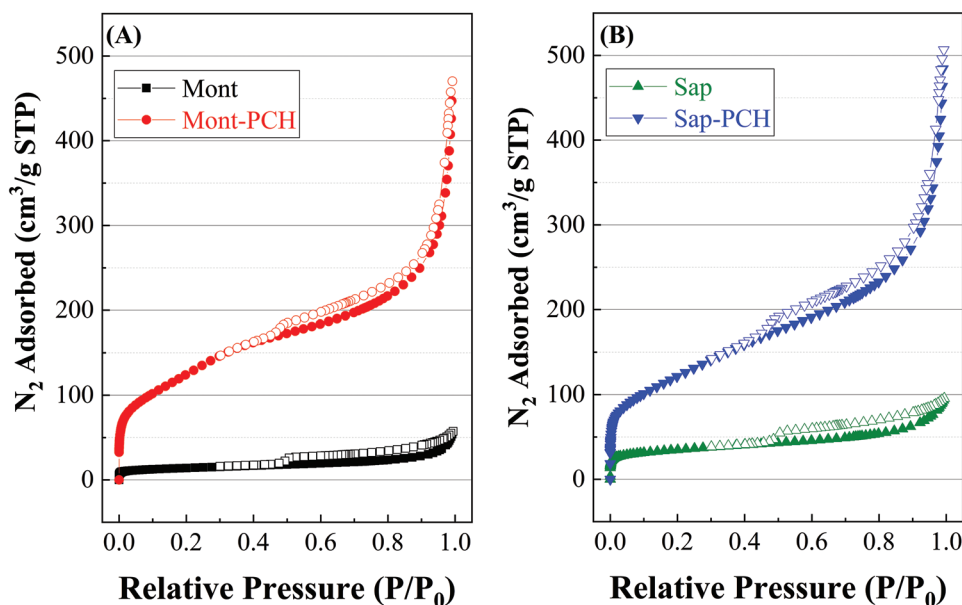 (A)
Mont
Mont-PCH
N₂ Adsorbed (cm³/g STP)
500
400
300
200
100
0
0.0 0.2 0.4 0.6 0.8 1.0
Relative Pressure (P/P₀)
(B)
Sap
Sap-PCH
N₂ Adsorbed (cm³/g STP)
500
400
300
200
100
0
0.0 0.2 0.4 0.6 0.8 1.0
Relative Pressure (P/P₀)